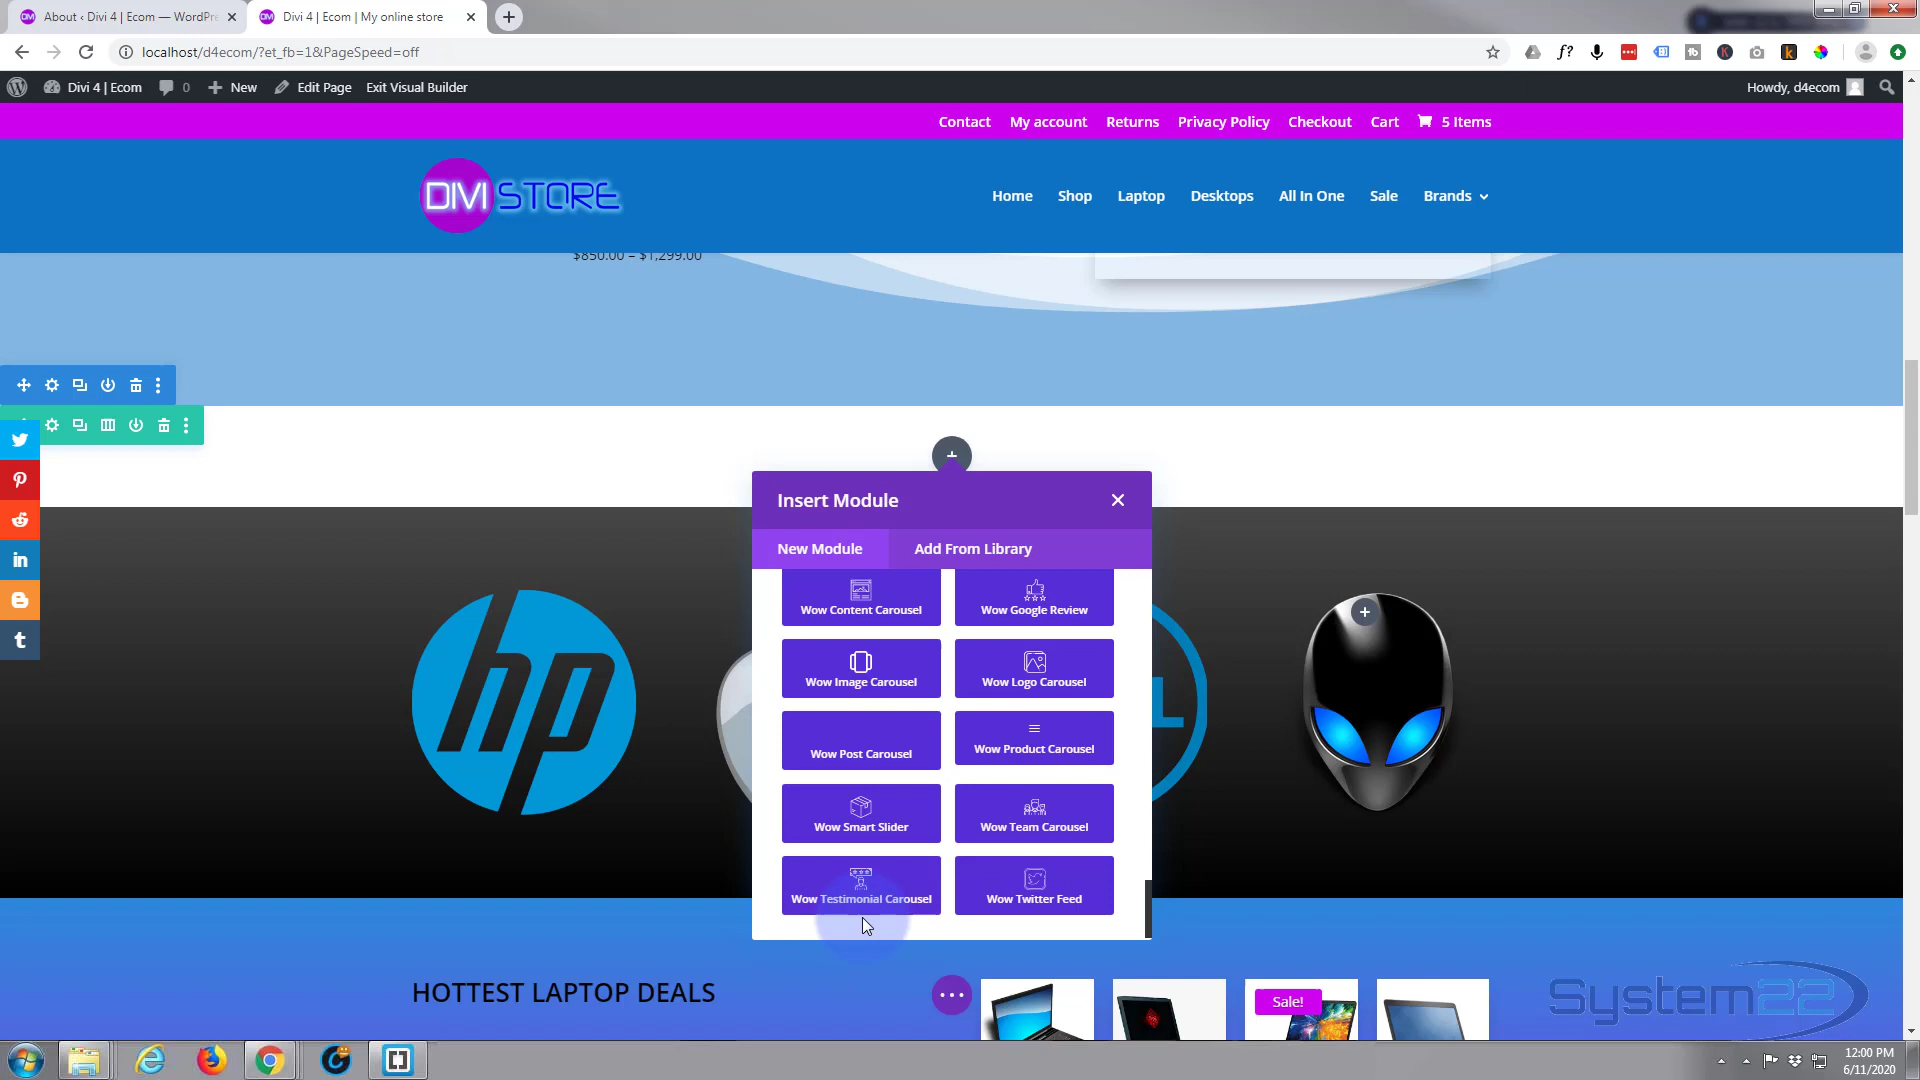 About ‹ Divi 4 | Ecom — WordPre
Divi 4 | Ecom | My online store
localhost/d4ecom/?et_fb=1&PageSpeed=off
f?
Divi 4 | Ecom
0
New
Edit Page
Exit Visual Builder
Howdy, d4ecom
Contact
My account
Returns
Privacy Policy
Checkout
Cart
5 Items
DIVI STORE
Home
Shop
Laptop
Desktops
All In One
Sale
Brands
$850.00 – $1,299.00
Insert Module
New Module
Add From Library
Wow Content Carousel
Wow Google Review
Wow Image Carousel
Wow Logo Carousel
Wow Post Carousel
Wow Product Carousel
Wow Smart Slider
Wow Team Carousel
Wow Testimonial Carousel
Wow Twitter Feed
hp
L
HOTTEST LAPTOP DEALS
Sale!
System22
12:00 PM
6/11/2020